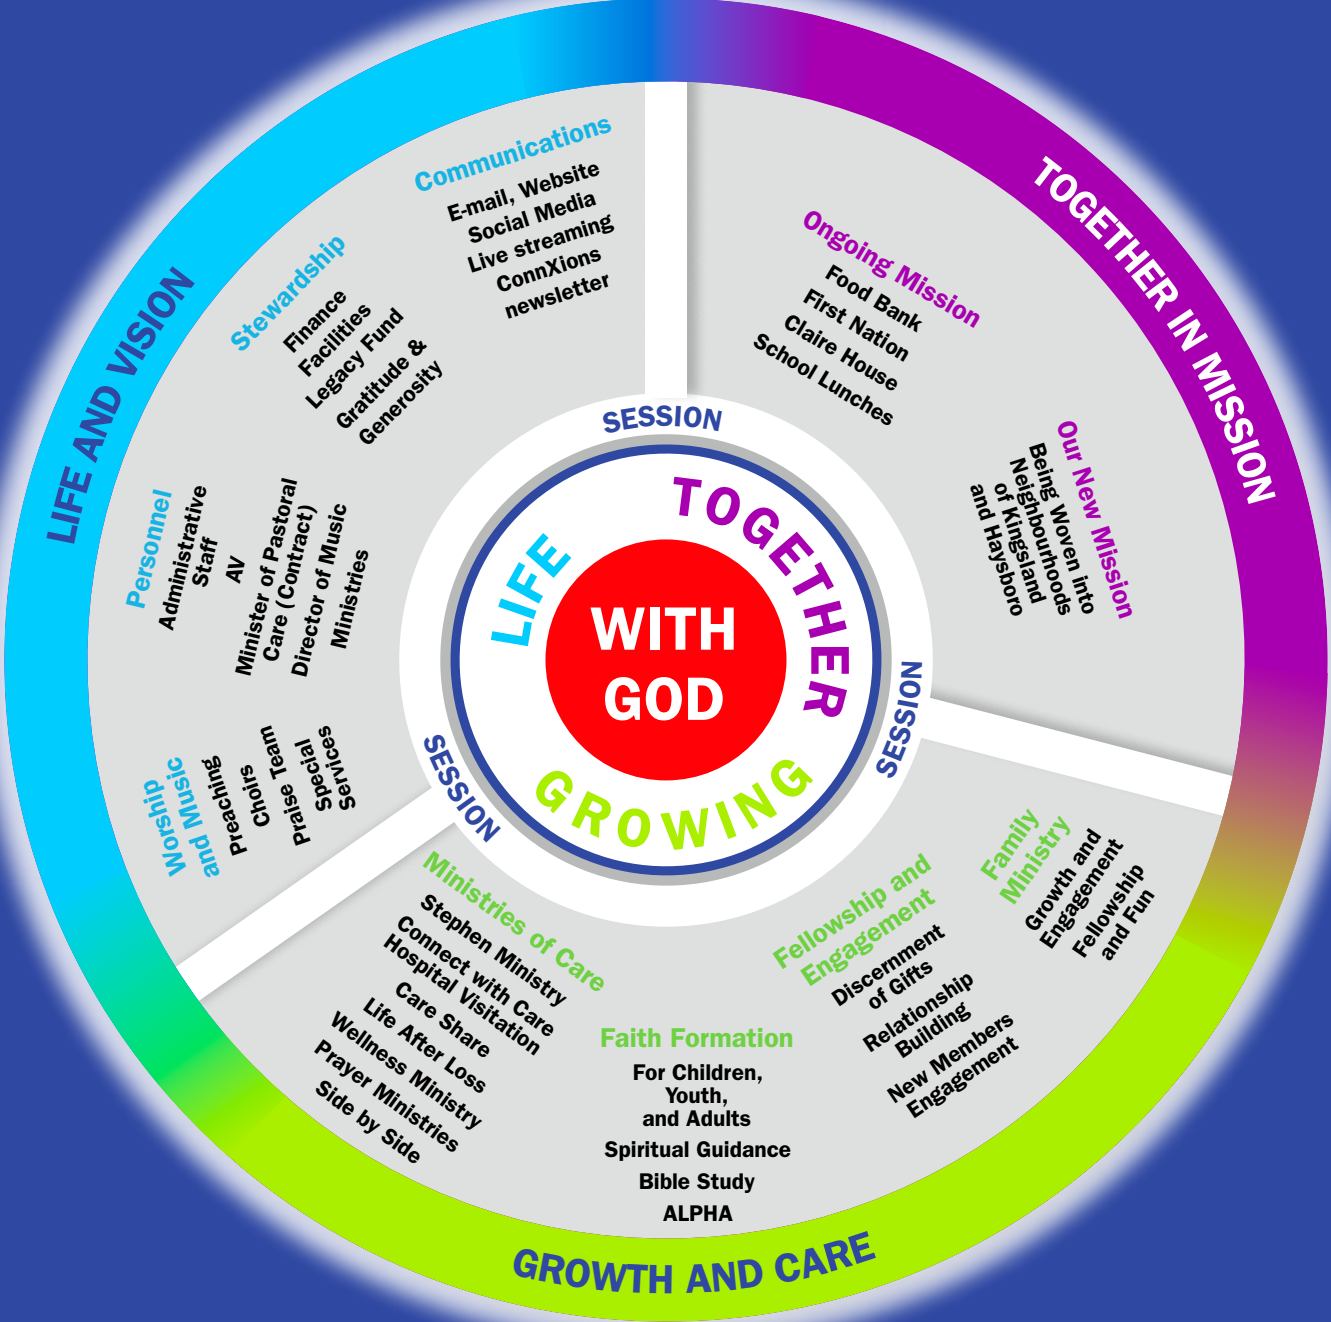 LIFE AND VISION
Communications
E-mail, Website
Social Media
Live streaming
ConnXions
newsletter
Stewardship
Finance
Facilities
Legacy Fund
Gratitude &
Generosity
Personnel
Administrative
Staff
AV
Minister of Pastoral
Care (Contract)
Director of Music
Ministries
Worship
and Music
Preaching
Choirs
Praise Team
Special
Services
TOGETHER IN MISSION
Ongoing Mission
Food Bank
First Nation
Claire House
School Lunches
Our New Mission
Being Woven into
Neighbourhoods
of Kingsland
and Haysboro
SESSION
SESSION
SESSION
LIFE
TOGETHER
GROWING
WITH
GOD
Ministries of Care
Stephen Ministry
Connect with Care
Hospital Visitation
Care Share
Life After Loss
Wellness Ministry
Prayer Ministries
Side by Side
Faith Formation
For Children,
Youth,
and Adults
Spiritual Guidance
Bible Study
ALPHA
Fellowship and
Engagement
Discernment
of Gifts
Relationship
Building
New Members
Engagement
Family
Ministry
Growth and
Engagement
Fellowship
and Fun
GROWTH AND CARE